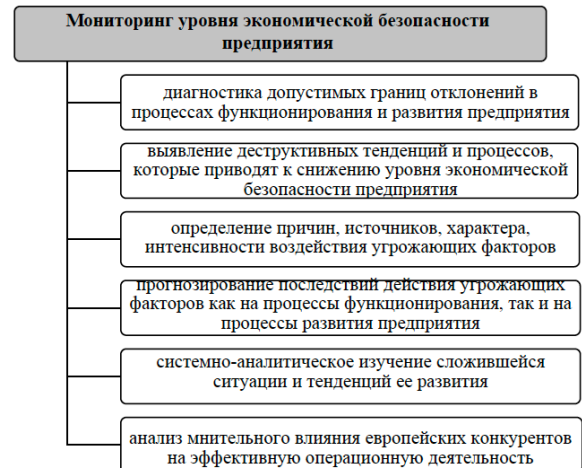 Мониторинг уровня экономической безопасности
предприятия
диагностика допустимых границ отклонений в
процессах функционирования и развития предприятия
выявление деструктивных тенденций и процессов,
которые приводят к снижению уровня экономической
безопасности предприятия
определение причин, источников, характера,
интенсивности воздействия угрожающих факторов
прогнозирование последствий действия угрожающих
факторов как на процессы функционирования, так и на
процессы развития предприятия
системно-аналитическое изучение сложившейся
ситуации и тенденций ее развития
анализ мнительного влияния европейских конкурентов
на эффективную операционную деятельность